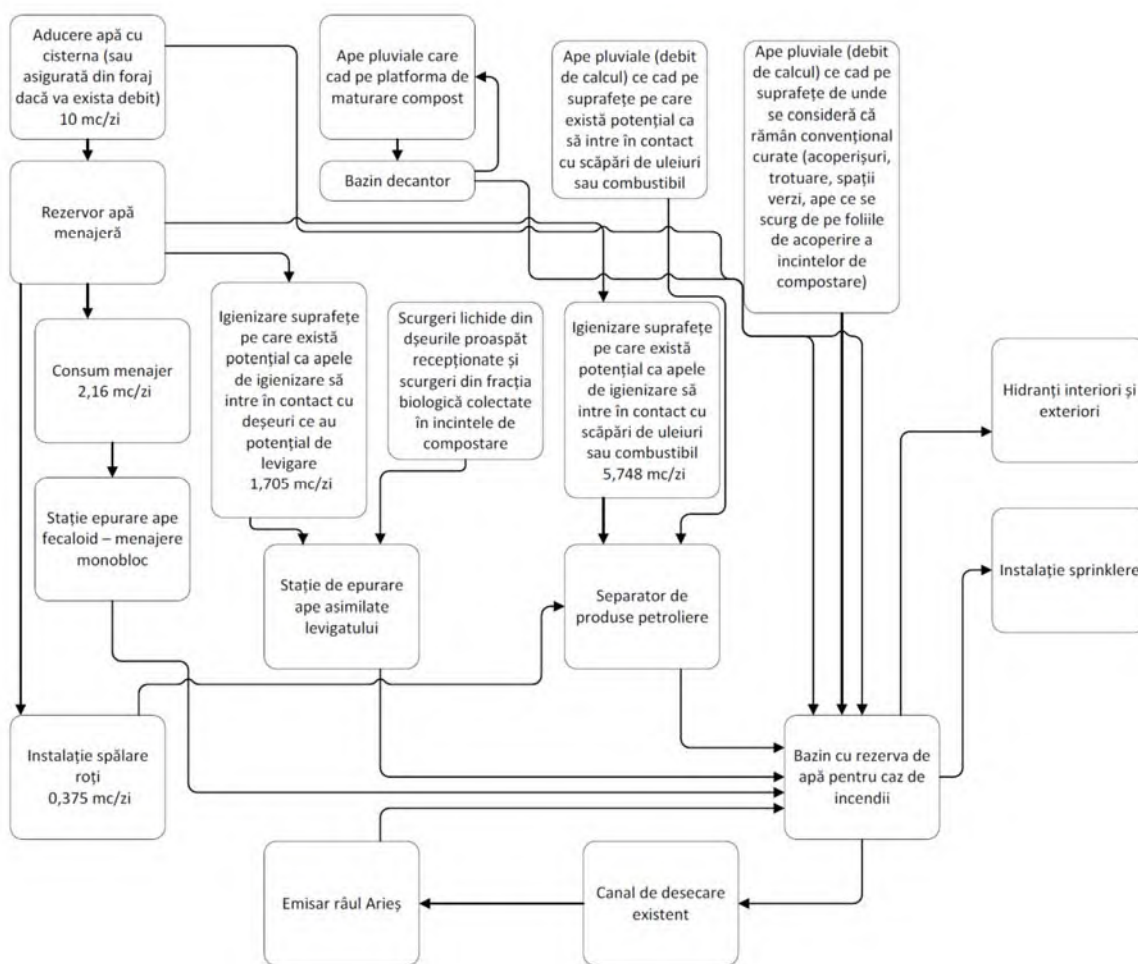 Aducere apă cu
cisterna (sau
asigurată din foraj
dacă va exista debit)
10 mc/zi
Ape pluviale care
cad pe platforma de
maturare compost
Ape pluviale (debit
de calcul) ce cad pe
suprafețe pe care
există potențial ca
să intre în contact
cu scăpări de uleiuri
sau combustibil
Ape pluviale (debit
de calcul) ce cad pe
suprafețe de unde
se consideră că
rămân convențional
curate (acoperișuri,
trotuare, spații
verzi, ape ce se
scurg de pe foliile
de acoperire a
incintelor de
compostare)
Bazin decantor
Rezervor apă
menajeră
Consum menajer
2,16 mc/zi
Igienizare suprafețe
pe care există
potențial ca apele
de igienizare să
intre în contact cu
deșeuri ce au
potențial de
levigare
1,705 mc/zi
Scurgeri lichide din
dșeurile proaspăt
recepționate și
scurgeri din fracția
biologică colectate
în incintele de
compostare
Igienizare suprafețe
pe care există
potențial ca apele
de igienizare să
intre în contact cu
scăpări de uleiuri
sau combustibil
5,748 mc/zi
Hidranți interiori și
exteriori
Stație epurare ape
fecaloid – menajere
monobloc
Stație de epurare
ape asimilate
levigatului
Separator de
produse petroliere
Instalație sprinklere
Instalație spălare
roți
0,375 mc/zi
Bazin cu rezerva de
apă pentru caz de
incendii
Emisar râul Arieș
Canal de desecare
existent